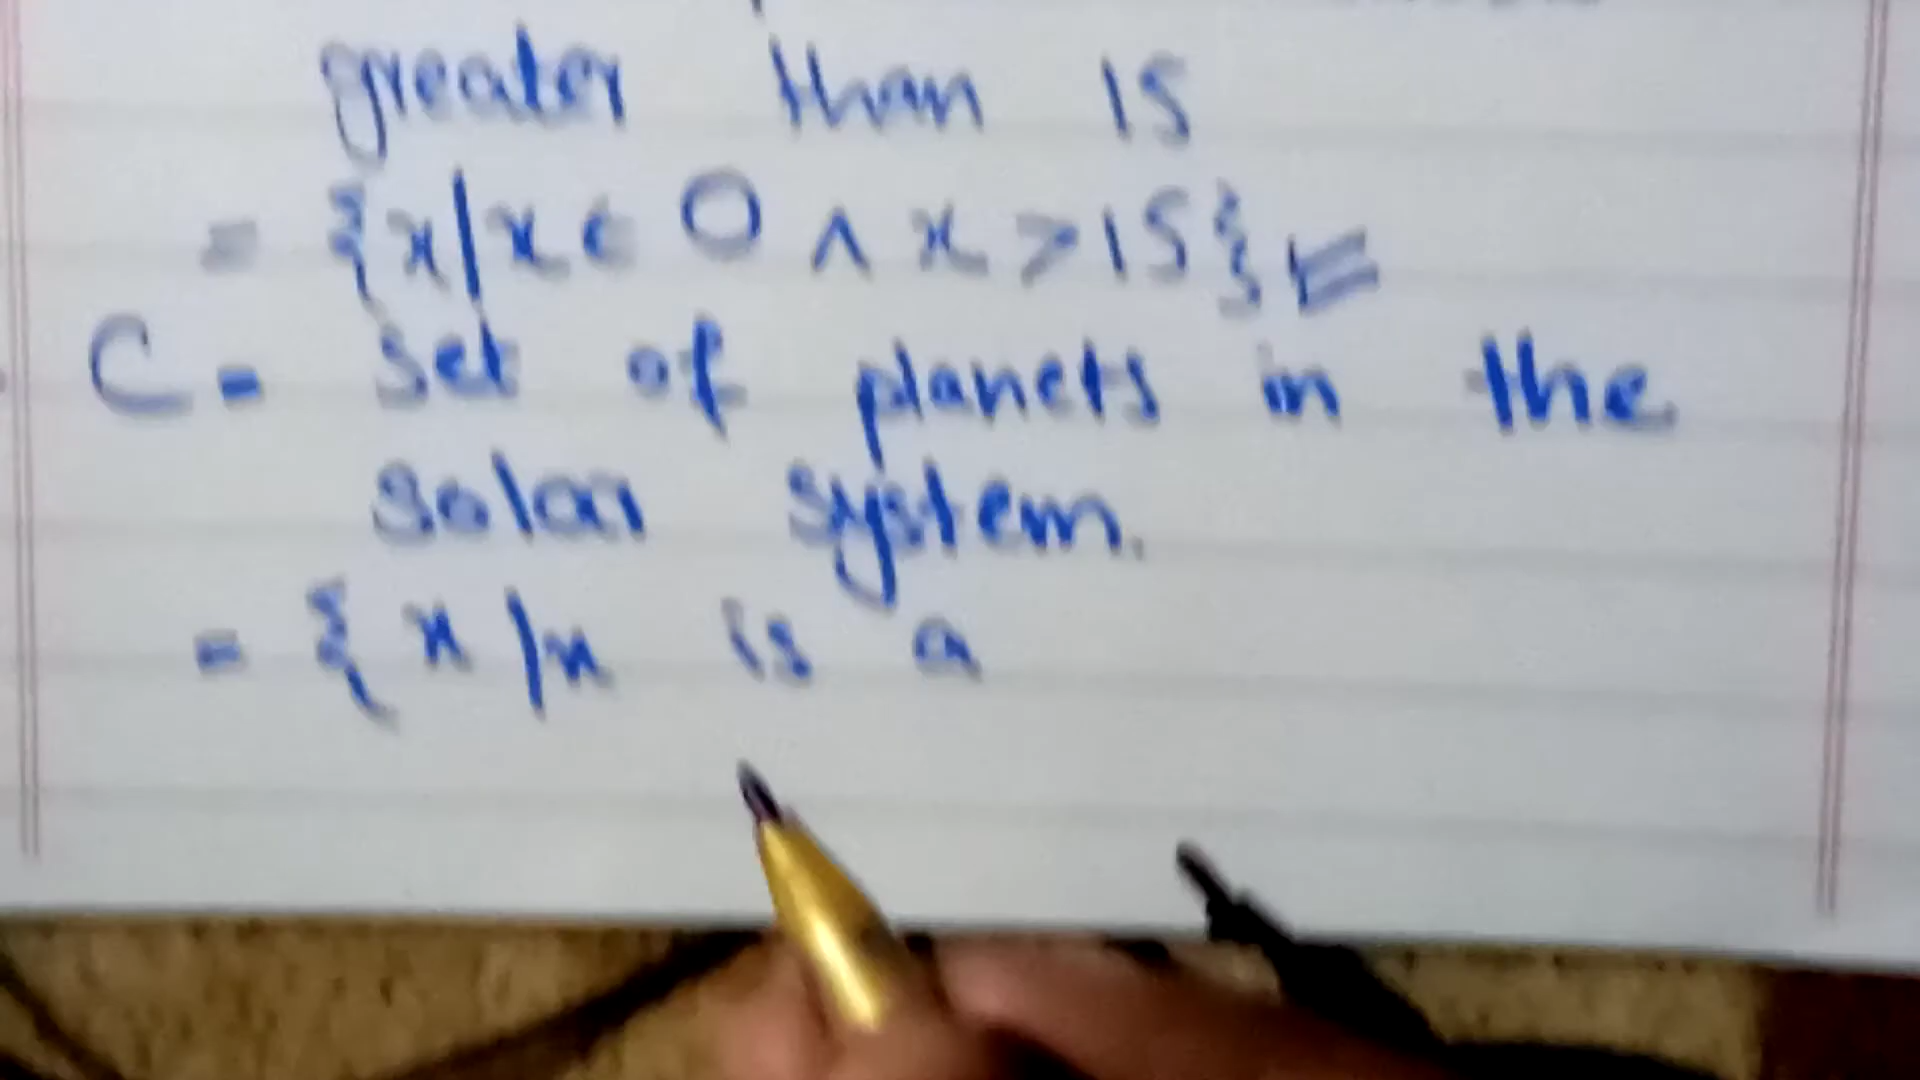 greater than 15
= {x/x ∈ O ∧ x > 15}
C = set of planets in the
solar system.
= {x/x is a